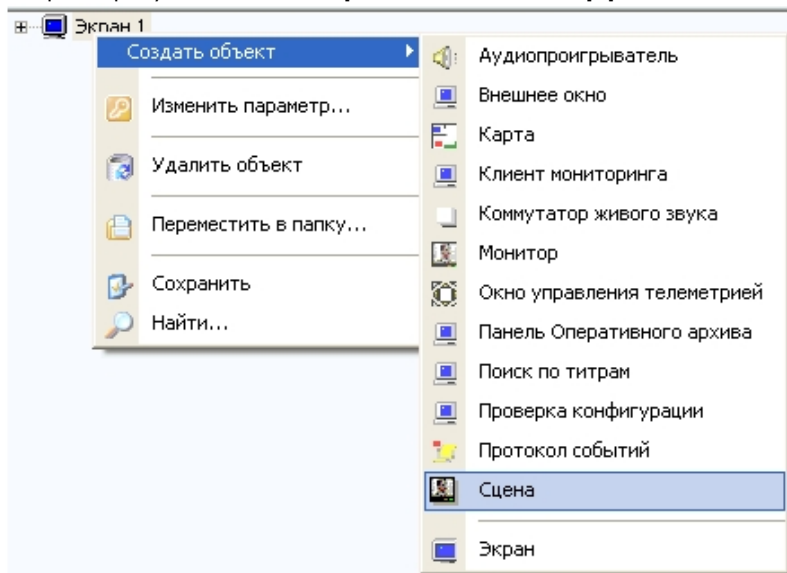 Экран 1
Создать объект
Изменить параметр...
Удалить объект
Переместить в папку...
Сохранить
Найти...
Аудиопроигрыватель
Внешнее окно
Карта
Клиент мониторинга
Коммутатор живого звука
Монитор
Окно управления телеметрией
Панель Оперативного архива
Поиск по титрам
Проверка конфигурации
Протокол событий
Сцена
Экран